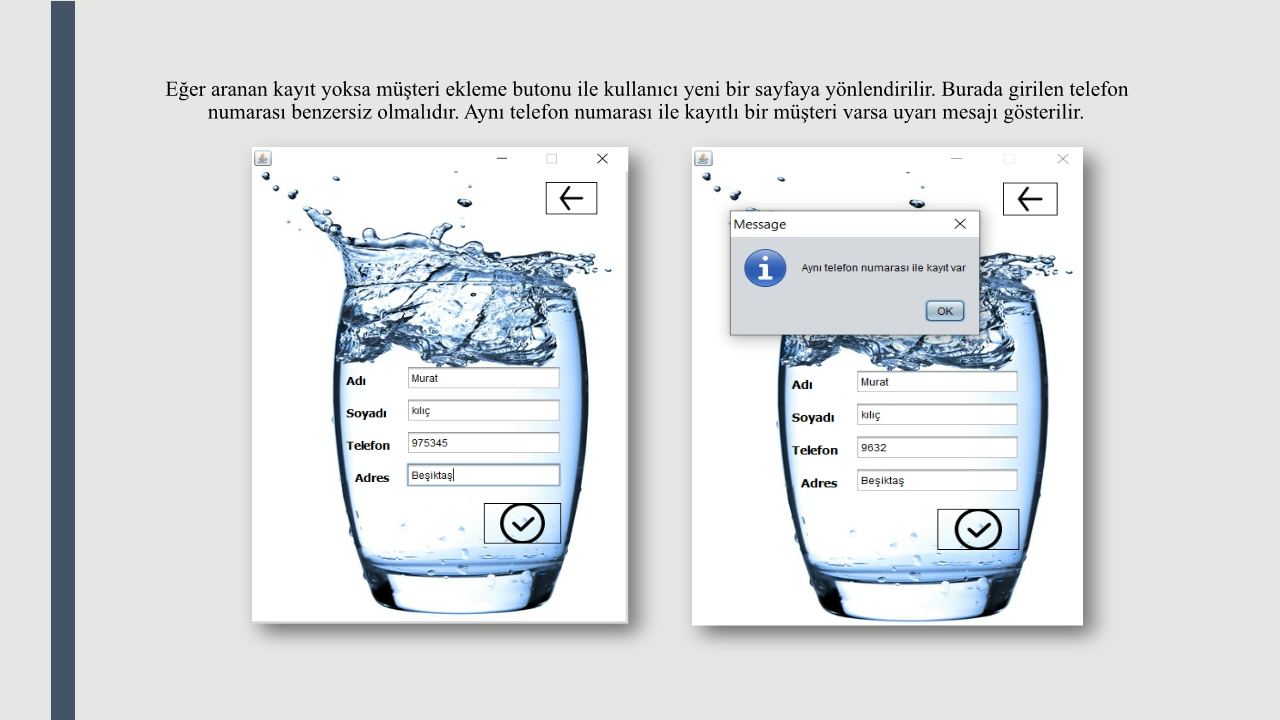 Eğer aranan kayıt yoksa müşteri ekleme butonu ile kullanıcı yeni bir sayfaya yönlendirilir. Burada girilen telefon
numarası benzersiz olmalıdır. Aynı telefon numarası ile kayıtlı bir müşteri varsa uyarı mesajı gösterilir.
Adı Murat
Soyadı kılıç
Telefon 975345
Adres Beşiktaş
Message
Aynı telefon numarası ile kayıt var
OK
Adı Murat
Soyadı kılıç
Telefon 9632
Adres Beşiktaş